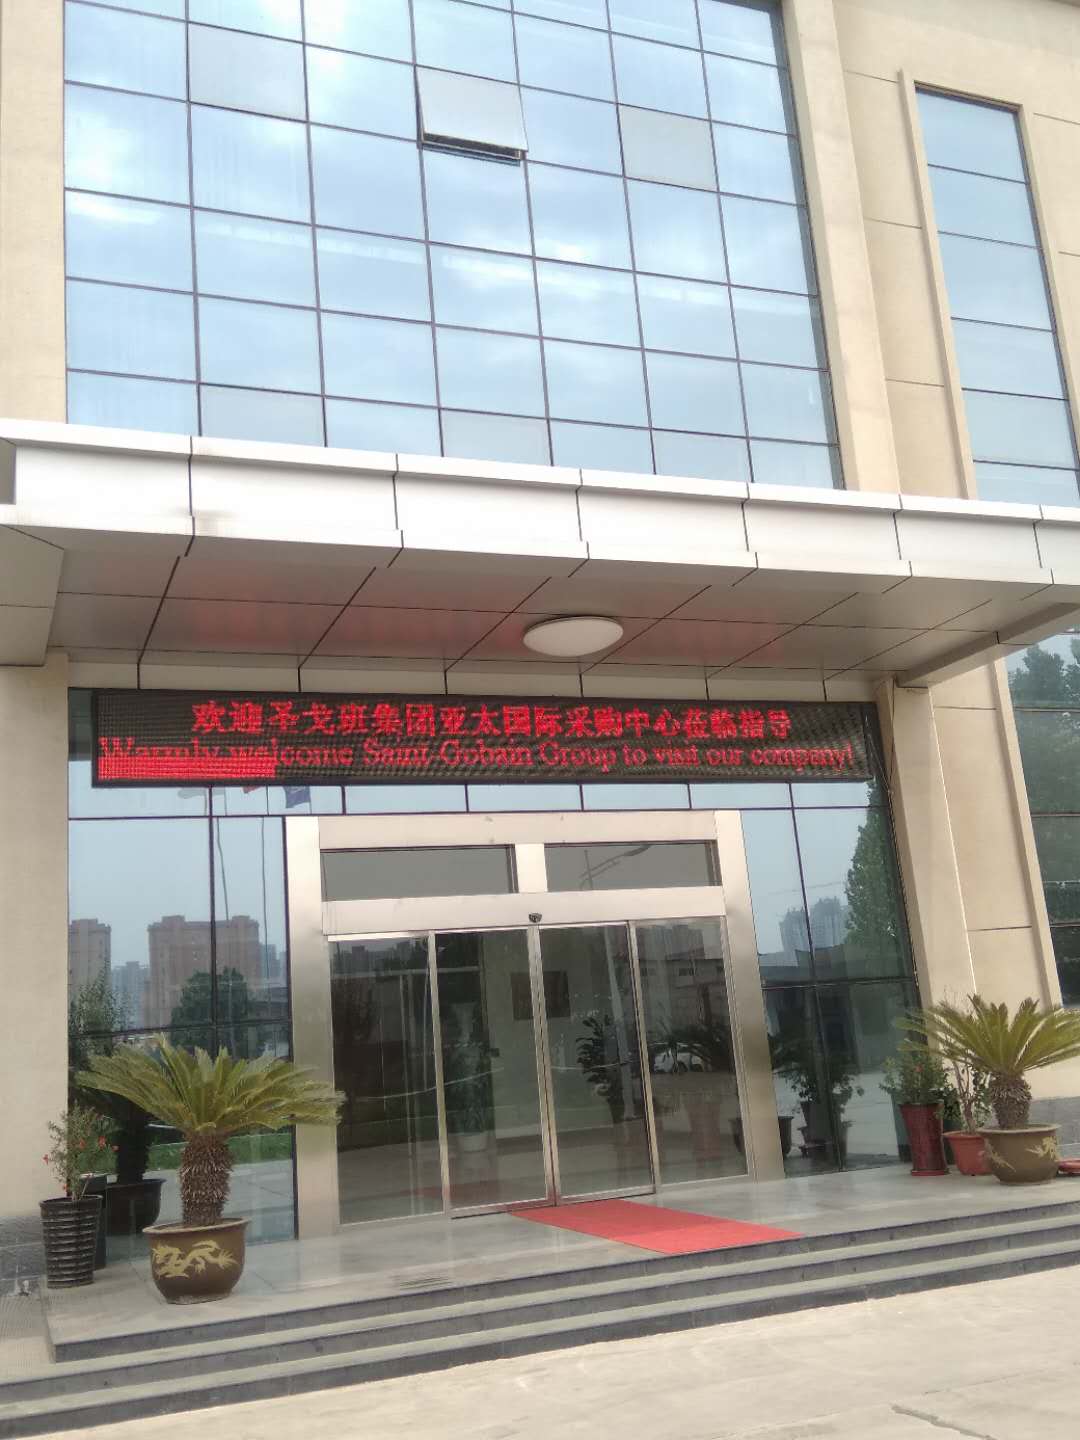 欢迎圣戈班集团亚太国际采购中心莅临指导
Warmly welcome Saint-Gobain Group to visit our company!